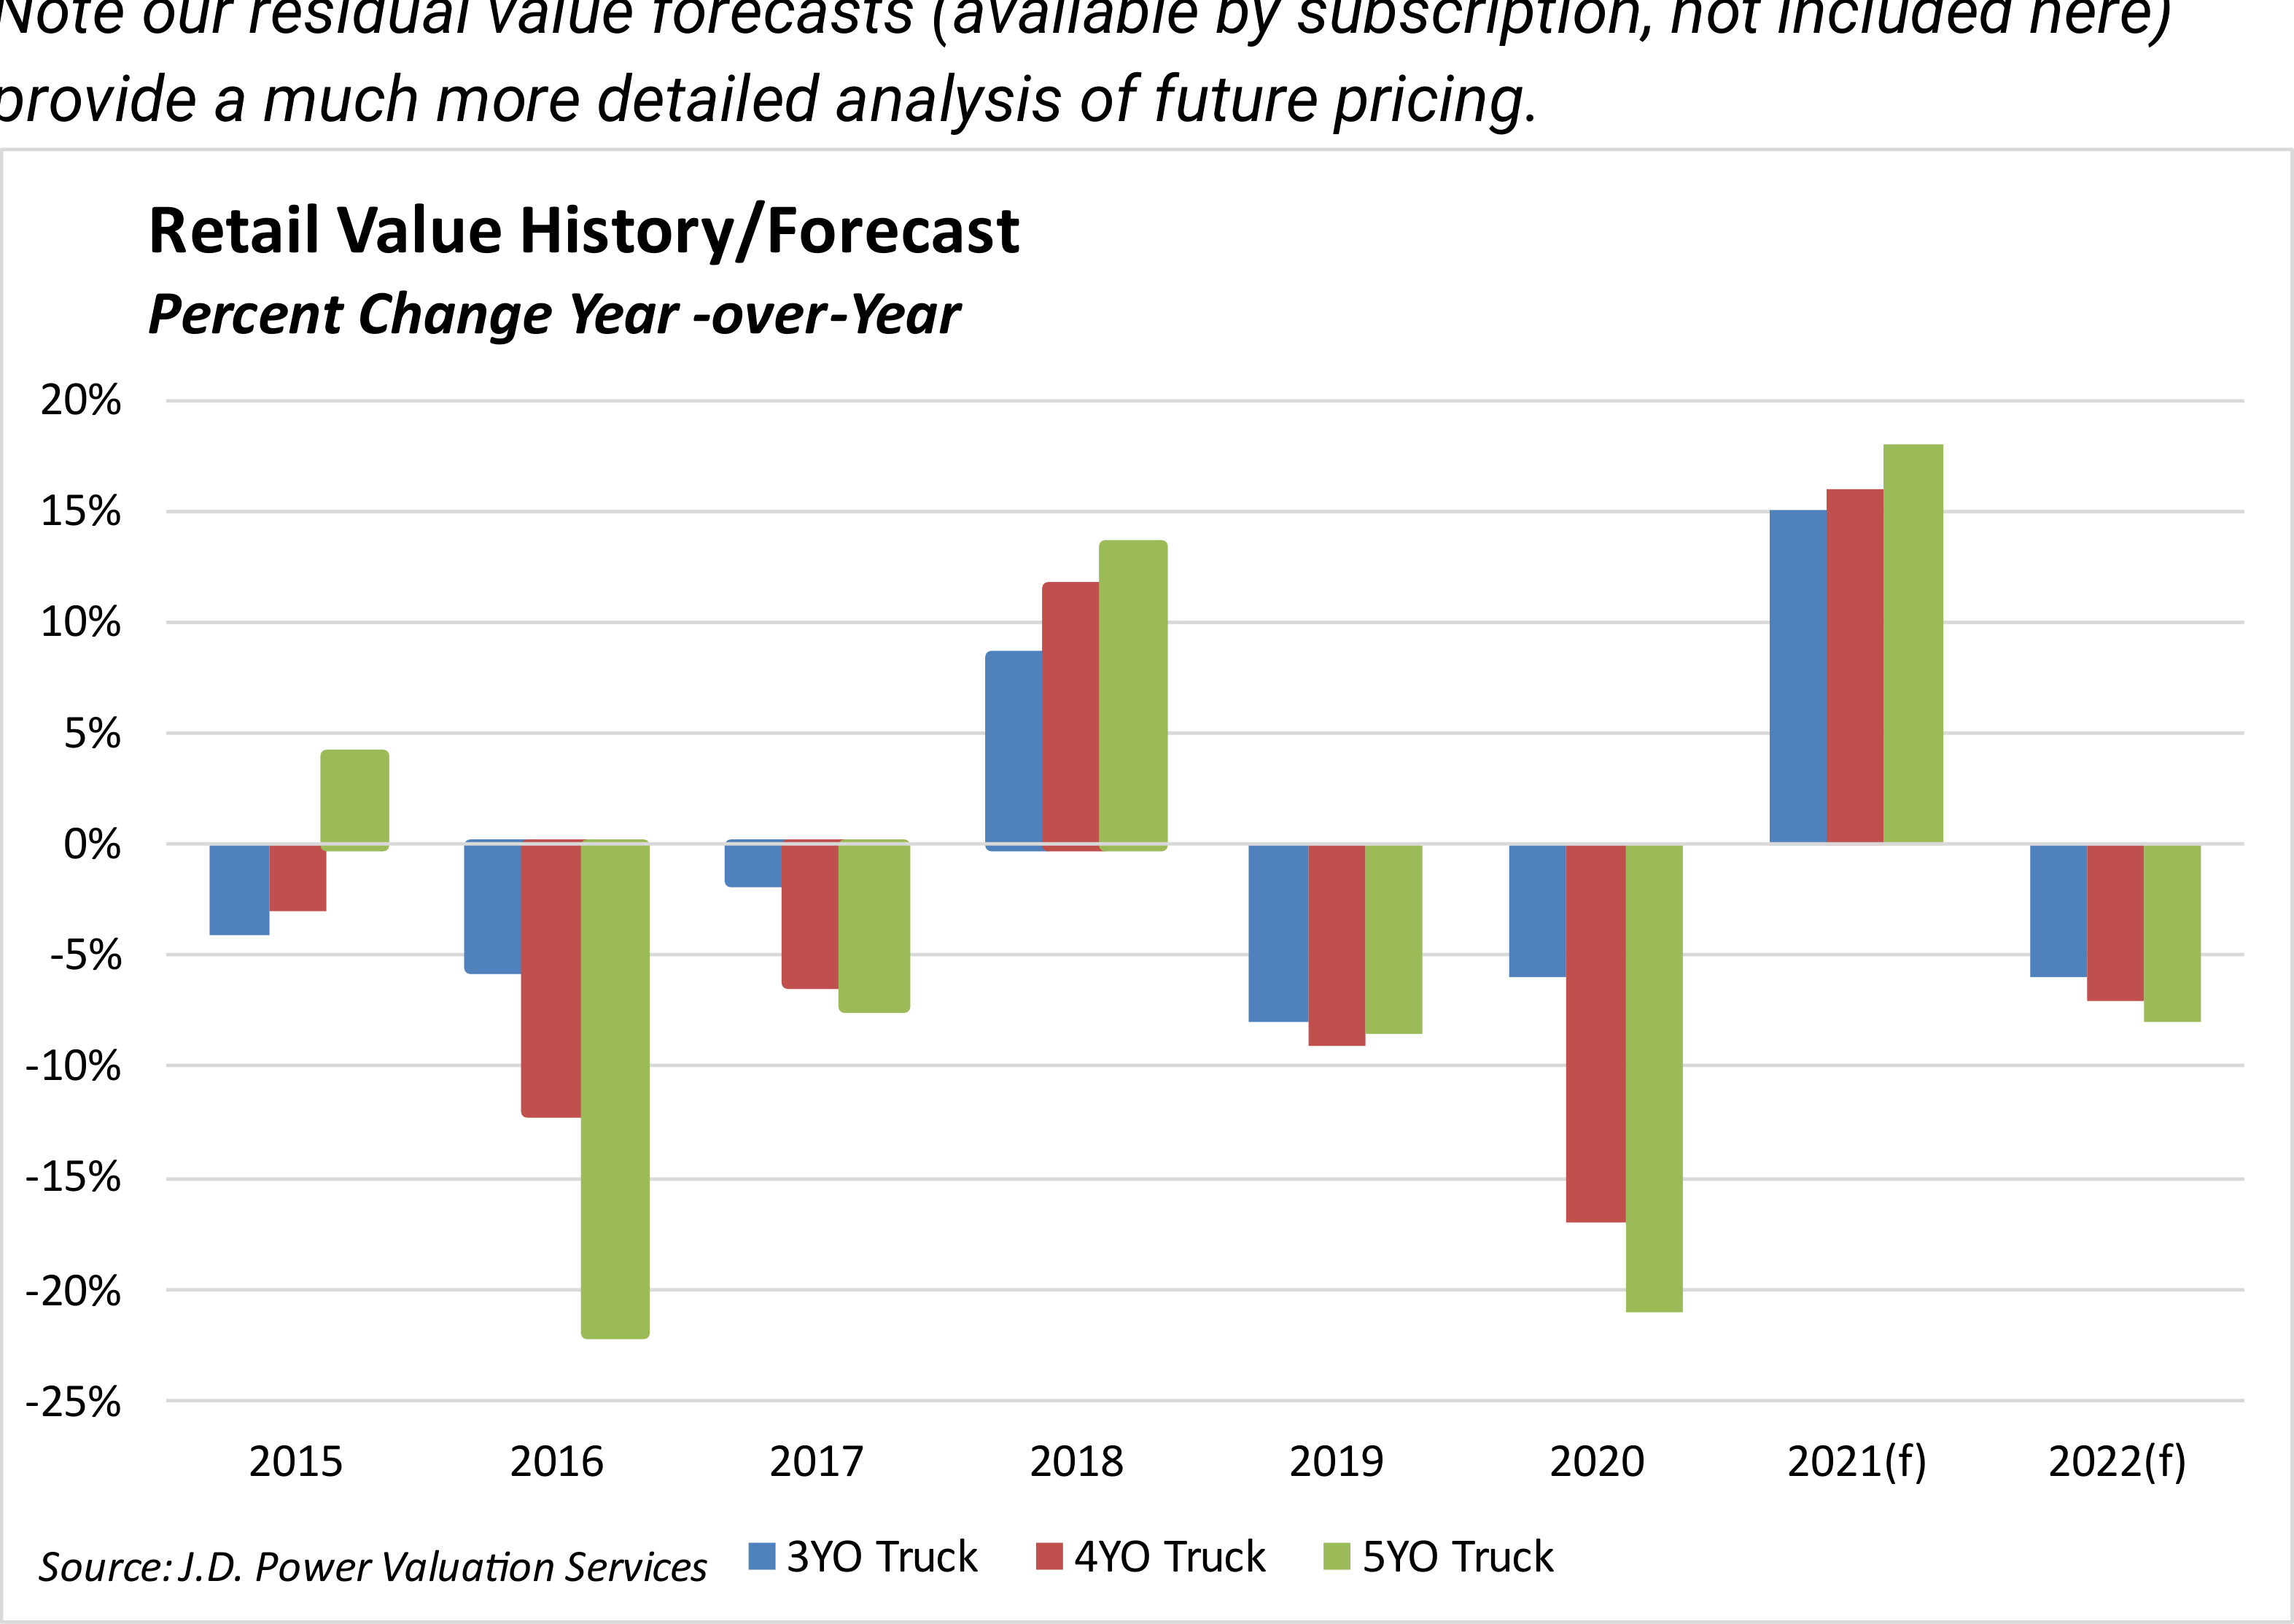 Note our residual value forecasts (available by subscription, not included here)
provide a much more detailed analysis of future pricing.
Retail Value History/Forecast
Percent Change Year -over-Year
20%
15%
10%
5%
0%
-5%
-10%
-15%
-20%
-25%
2015 2016 2017 2018 2019 2020 2021(f) 2022(f)
Source: J.D. Power Valuation Services 3YO Truck 4YO Truck 5YO Truck